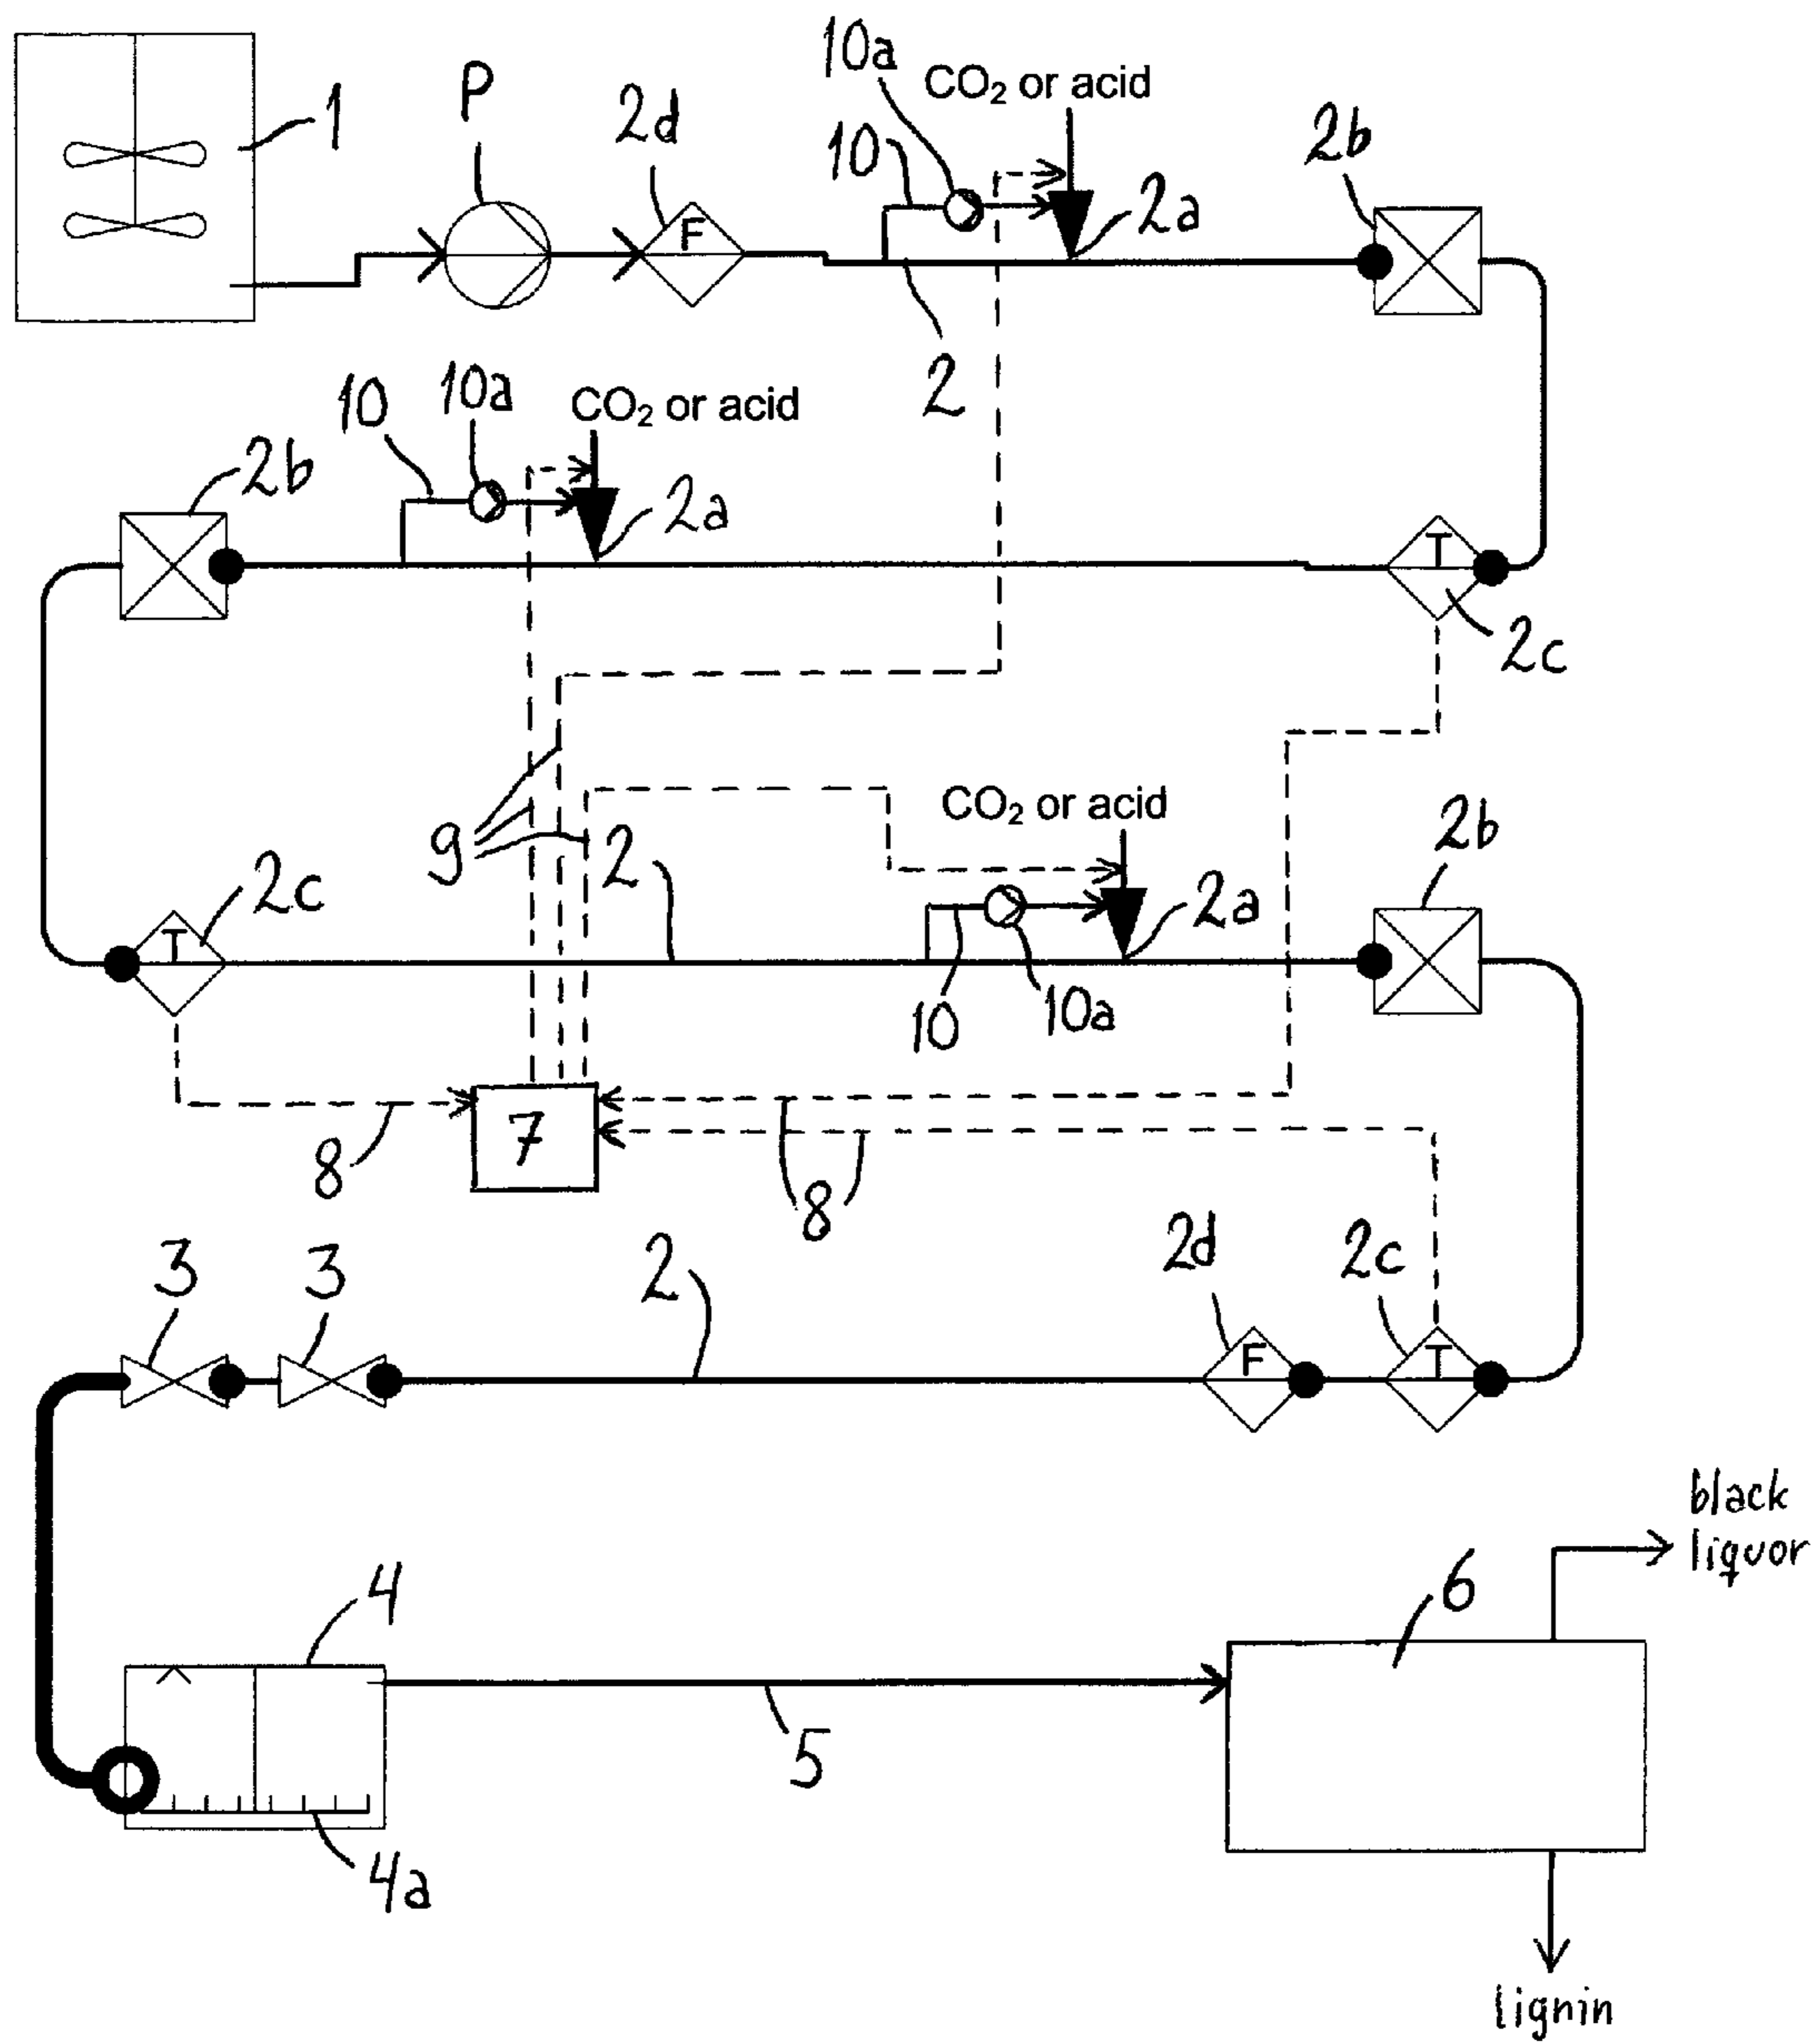 10a
CO₂ or acid
P
2d
10
2b
1
F
2a
2
10
10a
CO₂ or acid
2b
2a
T
2c
9
CO₂ or acid
2b
2
2c
2a
T
10
10a
7
8
8
3
3
2
2d
2c
F
T
black
liquor
4
6
5
4a
lignin